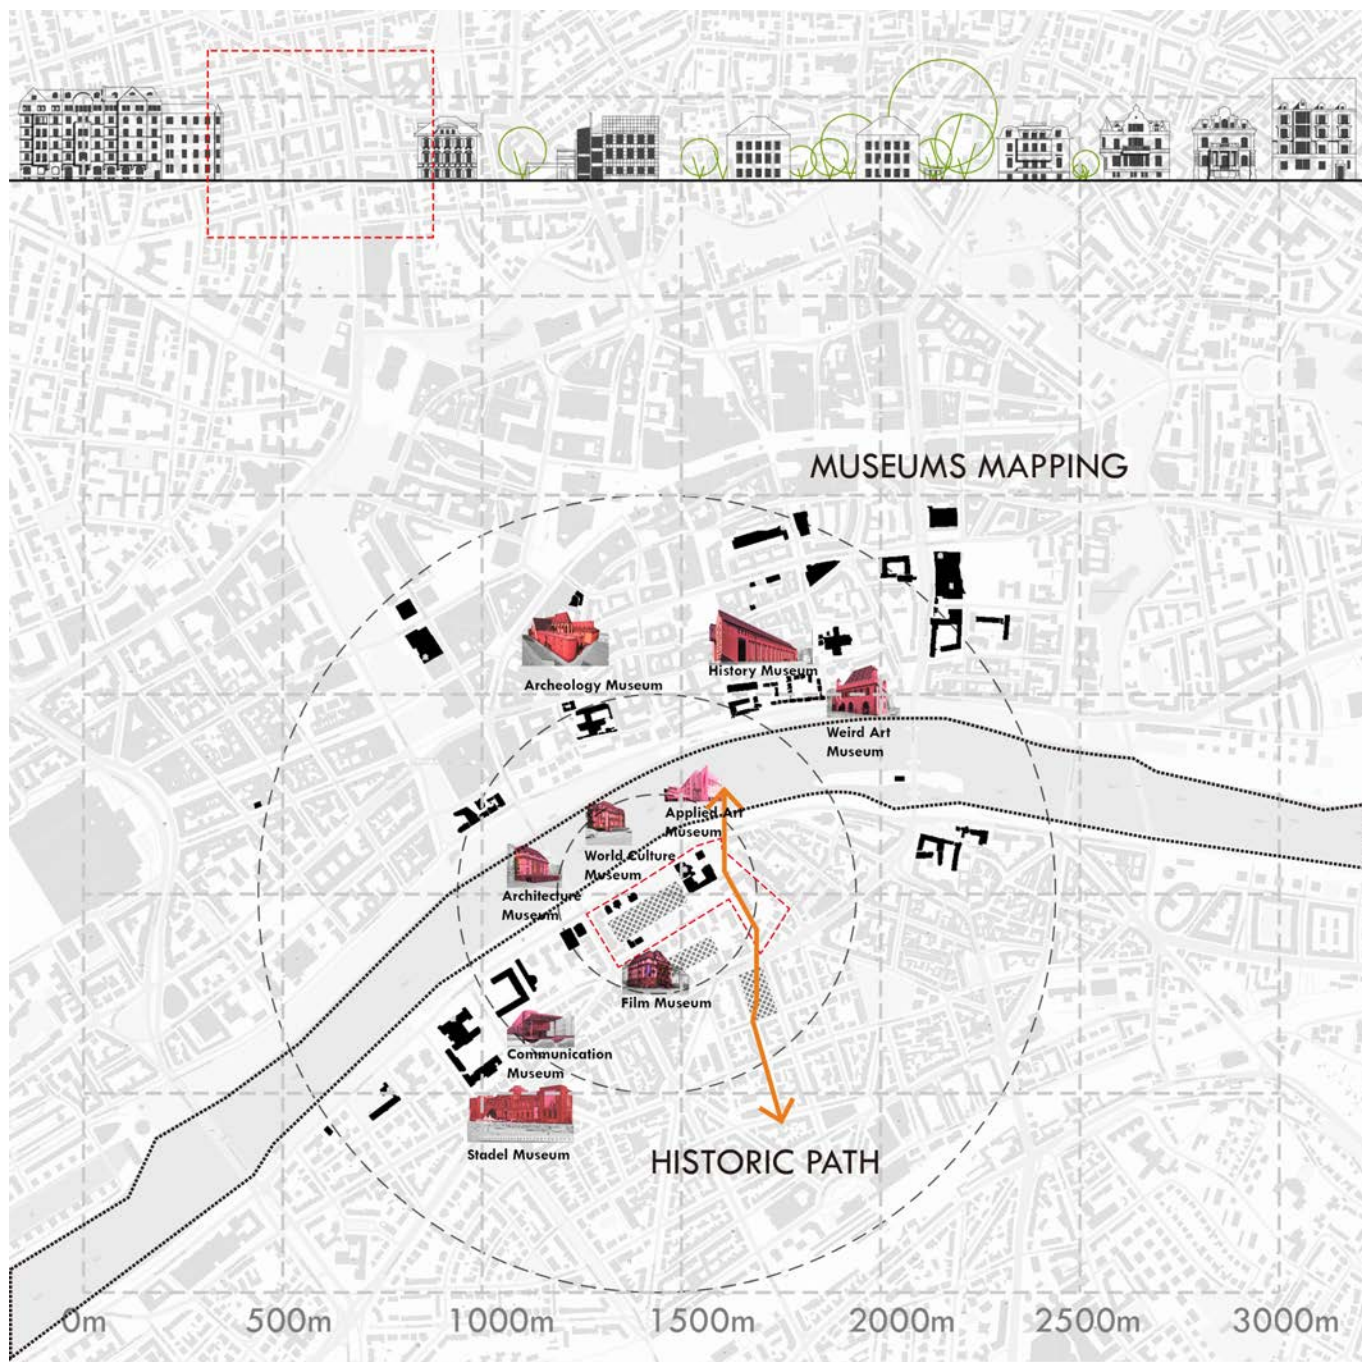 MUSEUMS MAPPING
History Museum
Archeology Museum
Weird Art
Museum
Applied Art
Museum
World Culture
Museum
Architecture
Museum
Film Museum
Communication
Museum
Stadel Museum
HISTORIC PATH
0m 500m 1000m 1500m 2000m 2500m 3000m